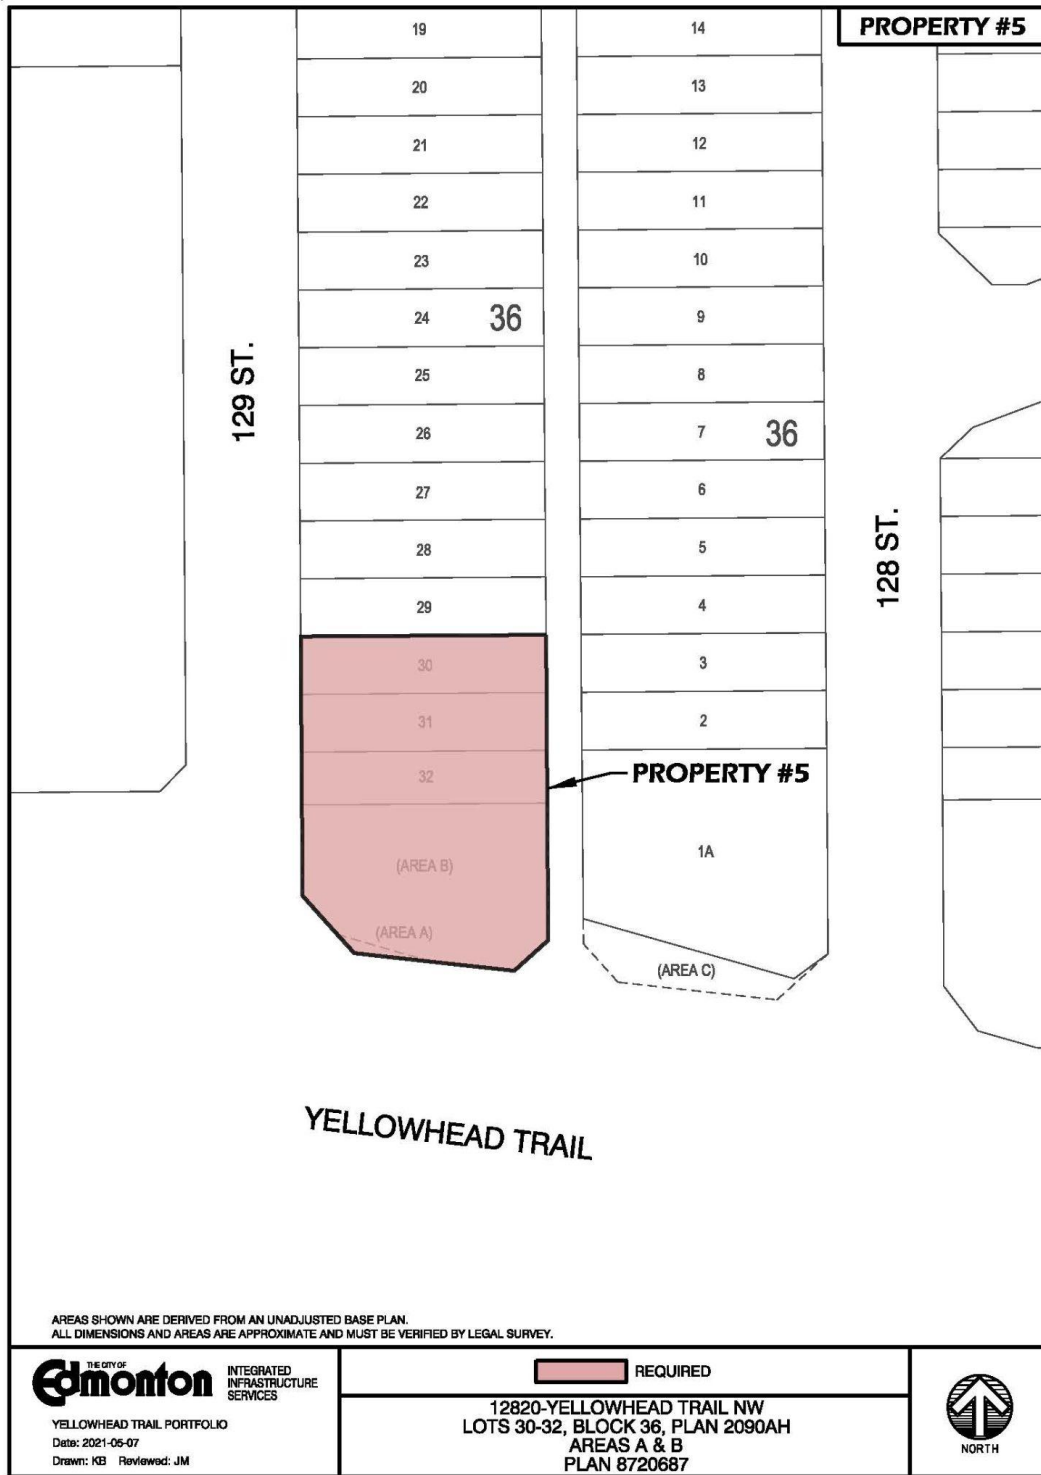 PROPERTY #5
19
20
21
22
23
24
36
25
26
27
28
29
30
31
32
(AREA B)
(AREA A)
14
13
12
11
10
9
8
7
36
6
5
4
3
2
1A
(AREA C)
PROPERTY #5
129 ST.
128 ST.
YELLOWHEAD TRAIL
AREAS SHOWN ARE DERIVED FROM AN UNADJUSTED BASE PLAN.
ALL DIMENSIONS AND AREAS ARE APPROXIMATE AND MUST BE VERIFIED BY LEGAL SURVEY.
THE CITY OF
Edmonton
INTEGRATED
INFRASTRUCTURE
SERVICES
YELLOWHEAD TRAIL PORTFOLIO
Date: 2021-05-07
Drawn: KB Reviewed: JM
REQUIRED
12820-YELLOWHEAD TRAIL NW
LOTS 30-32, BLOCK 36, PLAN 2090AH
AREAS A & B
PLAN 8720687
NORTH